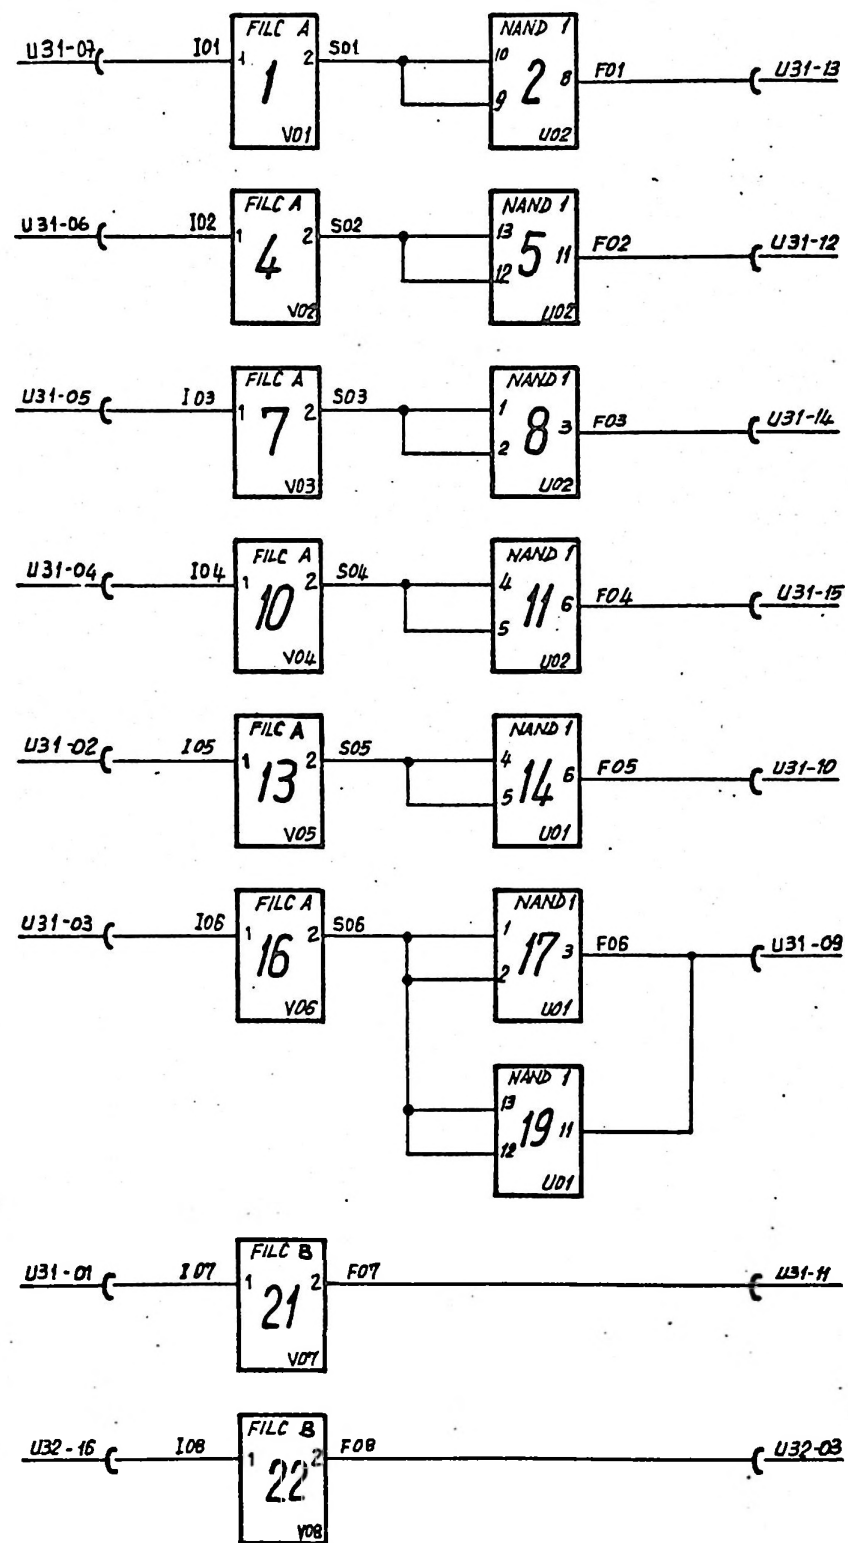 FILC A NAND 1
U31-07 I01 1 2 S01 10 F01 U31-13
1 9 2 8
V01 U02
FILC A NAND 1
U31-06 I02 1 2 S02 13 F02 U31-12
4 12 5 11
V02 U02
FILC A NAND 1
U31-05 I03 1 2 S03 1 F03 U31-14
7 2 8 3
V03 U02
FILC A NAND 1
U31-04 I04 1 2 S04 4 F04 U31-15
10 5 11 6
V04 U02
FILC A NAND 1
U31-02 I05 1 2 S05 4 F05 U31-10
13 5 14 6
V05 U01
FILC A NAND 1
U31-03 I06 1 2 S06 1 F06 U31-09
16 2 17 3
V06 U01
NAND 1
13
12 19 11
U01
FILC B
U31-01 I07 1 2 F07 U31-11
21
V07
FILC B
U32-16 I08 1 2 F08 U32-03
22
V08